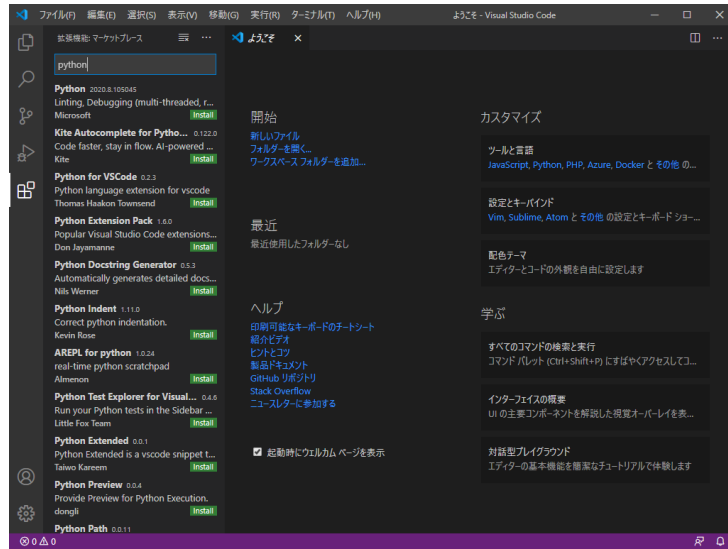 ファイル(F) 編集(E) 選択(S) 表示(V) 移動(G) 実行(R) ターミナル(T) ヘルプ(H) ようこそ - Visual Studio Code
拡張機能: マーケットプレース
python
Python 2020.8.105045
Linting, Debugging (multi-threaded, r...
Microsoft Install
Kite Autocomplete for Pytho... 0.122.0
Code faster, stay in flow. AI-powered ...
Kite Install
Python for VSCode 0.2.3
Python language extension for vscode
Thomas Haakon Townsend Install
Python Extension Pack 1.6.0
Popular Visual Studio Code extensions...
Don Jayamanne Install
Python Docstring Generator 0.5.3
Automatically generates detailed docs...
Nils Werner Install
Python Indent 1.11.0
Correct python indentation.
Kevin Rose Install
AREPL for python 1.0.24
real-time python scratchpad
Almenon Install
Python Test Explorer for Visual... 0.4.6
Run your Python tests in the Sidebar ...
Little Fox Team Install
Python Extended 0.0.1
Python Extended is a vscode snippet t...
Taiwo Kareem Install
Python Preview 0.0.4
Provide Preview for Python Execution.
dongli Install
Python Path 0.0.11
ようこそ
開始
新しいファイル
フォルダーを開く...
ワークスペース フォルダーを追加...
最近
最近使用したフォルダーなし
ヘルプ
印刷可能なキーボードのチートシート
紹介ビデオ
ヒントとコツ
製品ドキュメント
GitHub リポジトリ
Stack Overflow
ニュースレターに参加する
起動時にウェルカム ページを表示
カスタマイズ
ツールと言語
JavaScript, Python, PHP, Azure, Docker と その他 の...
設定とキーバインド
Vim, Sublime, Atom と その他 の設定とキーボード ショー...
配色テーマ
エディターとコードの外観を自由に設定します
学ぶ
すべてのコマンドの検索と実行
コマンド パレット (Ctrl+Shift+P) にすばやくアクセスしてコ...
インターフェイスの概要
UI の主要コンポーネントを解説した視覚オーバーレイを表...
対話型プレイグラウンド
エディターの基本機能を簡潔なチュートリアルで体験します
0 0